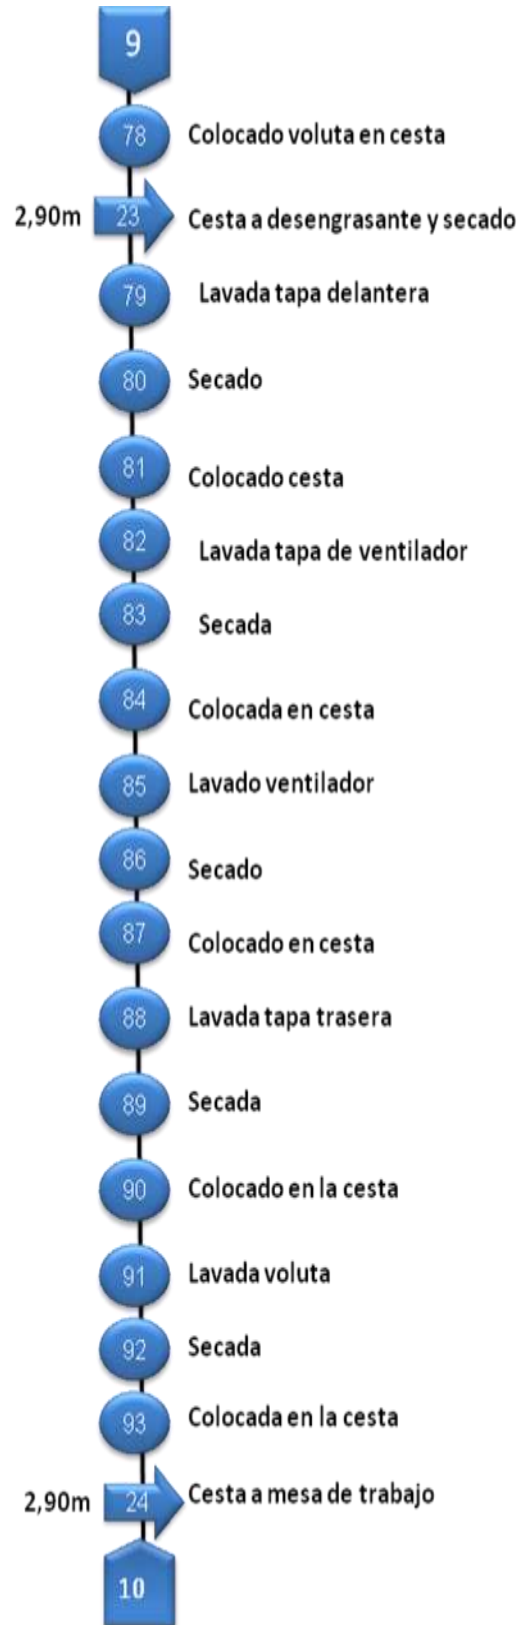 9
78 Colocado voluta en cesta
2,90m 23 Cesta a desengrasante y secado
79 Lavada tapa delantera
80 Secado
81 Colocado cesta
82 Lavada tapa de ventilador
83 Secada
84 Colocada en cesta
85 Lavado ventilador
86 Secado
87 Colocado en cesta
88 Lavada tapa trasera
89 Secada
90 Colocado en la cesta
91 Lavada voluta
92 Secada
93 Colocada en la cesta
2,90m 24 Cesta a mesa de trabajo
10